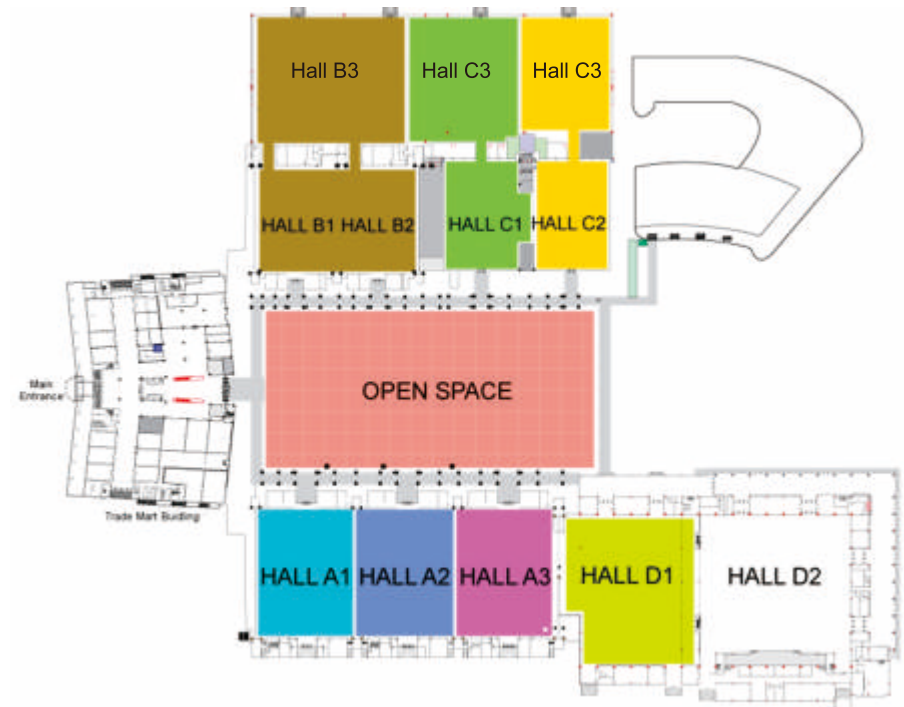 Hall B3
Hall C3
Hall C3
HALL B1
HALL B2
HALL C1
HALL C2
OPEN SPACE
Main
Entrance
Trade Mart Buidling
HALL A1
HALL A2
HALL A3
HALL D1
HALL D2